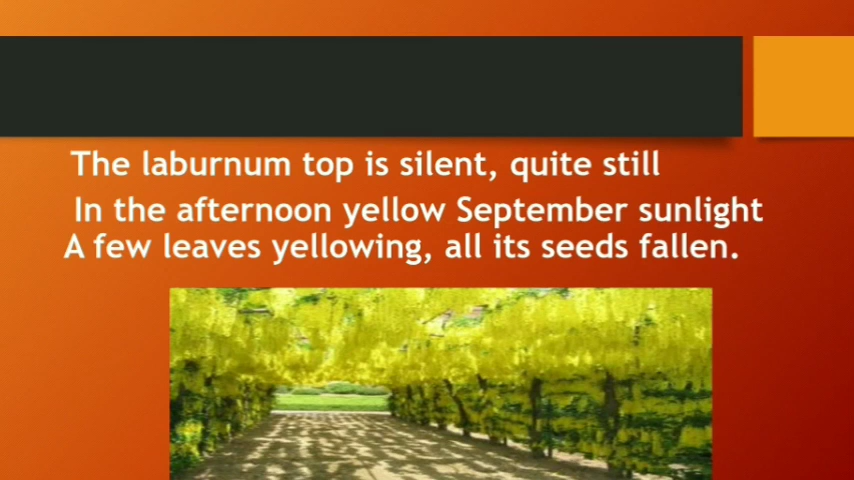 The laburnum top is silent, quite still
In the afternoon yellow September sunlight
A few leaves yellowing, all its seeds fallen.